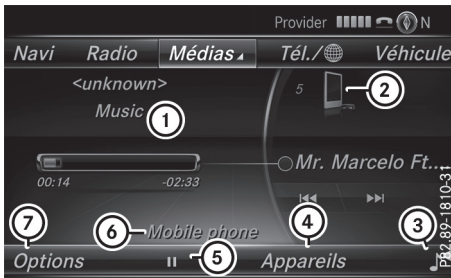 Provider N
Navi Radio Médias Tél./ Véhicule
<unknown>
Music
1
5
2
Mr. Marcelo Ft...
00:14 -02:33
6 Mobile phone
4
3
7
Options
5
Appareils
P82.89-1810-31